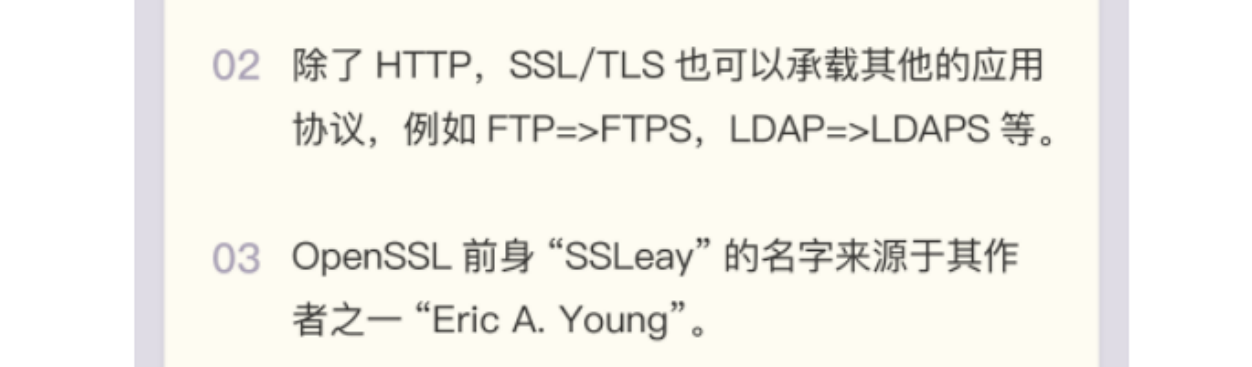 02 除了 HTTP，SSL/TLS 也可以承载其他的应用
协议，例如 FTP=>FTPS，LDAP=>LDAPS 等。
03 OpenSSL 前身 “SSLeay” 的名字来源于其作
者之一 “Eric A. Young”。